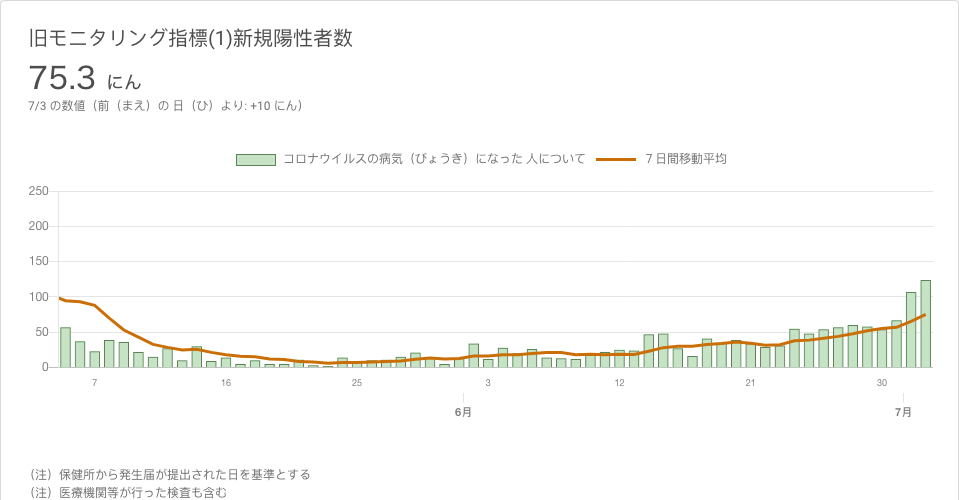 旧モニタリング指標(1)新規陽性者数
75.3 にん
7/3 の数値（前（まえ）の 日（ひ）より: +10 にん）
コロナウイルスの病気（びょうき）になった 人について
７日間移動平均
250
200
150
100
50
0
7 16 25 3 12 21 30
6月 7月
（注）保健所から発生届が提出された日を基準とする
（注）医療機関等が行った検査も含む